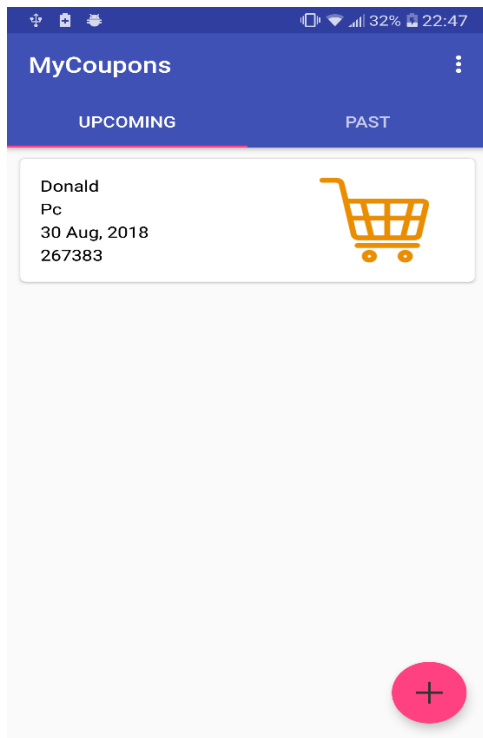 32% 22:47
MyCoupons
UPCOMING PAST
Donald
Pc
30 Aug, 2018
267383